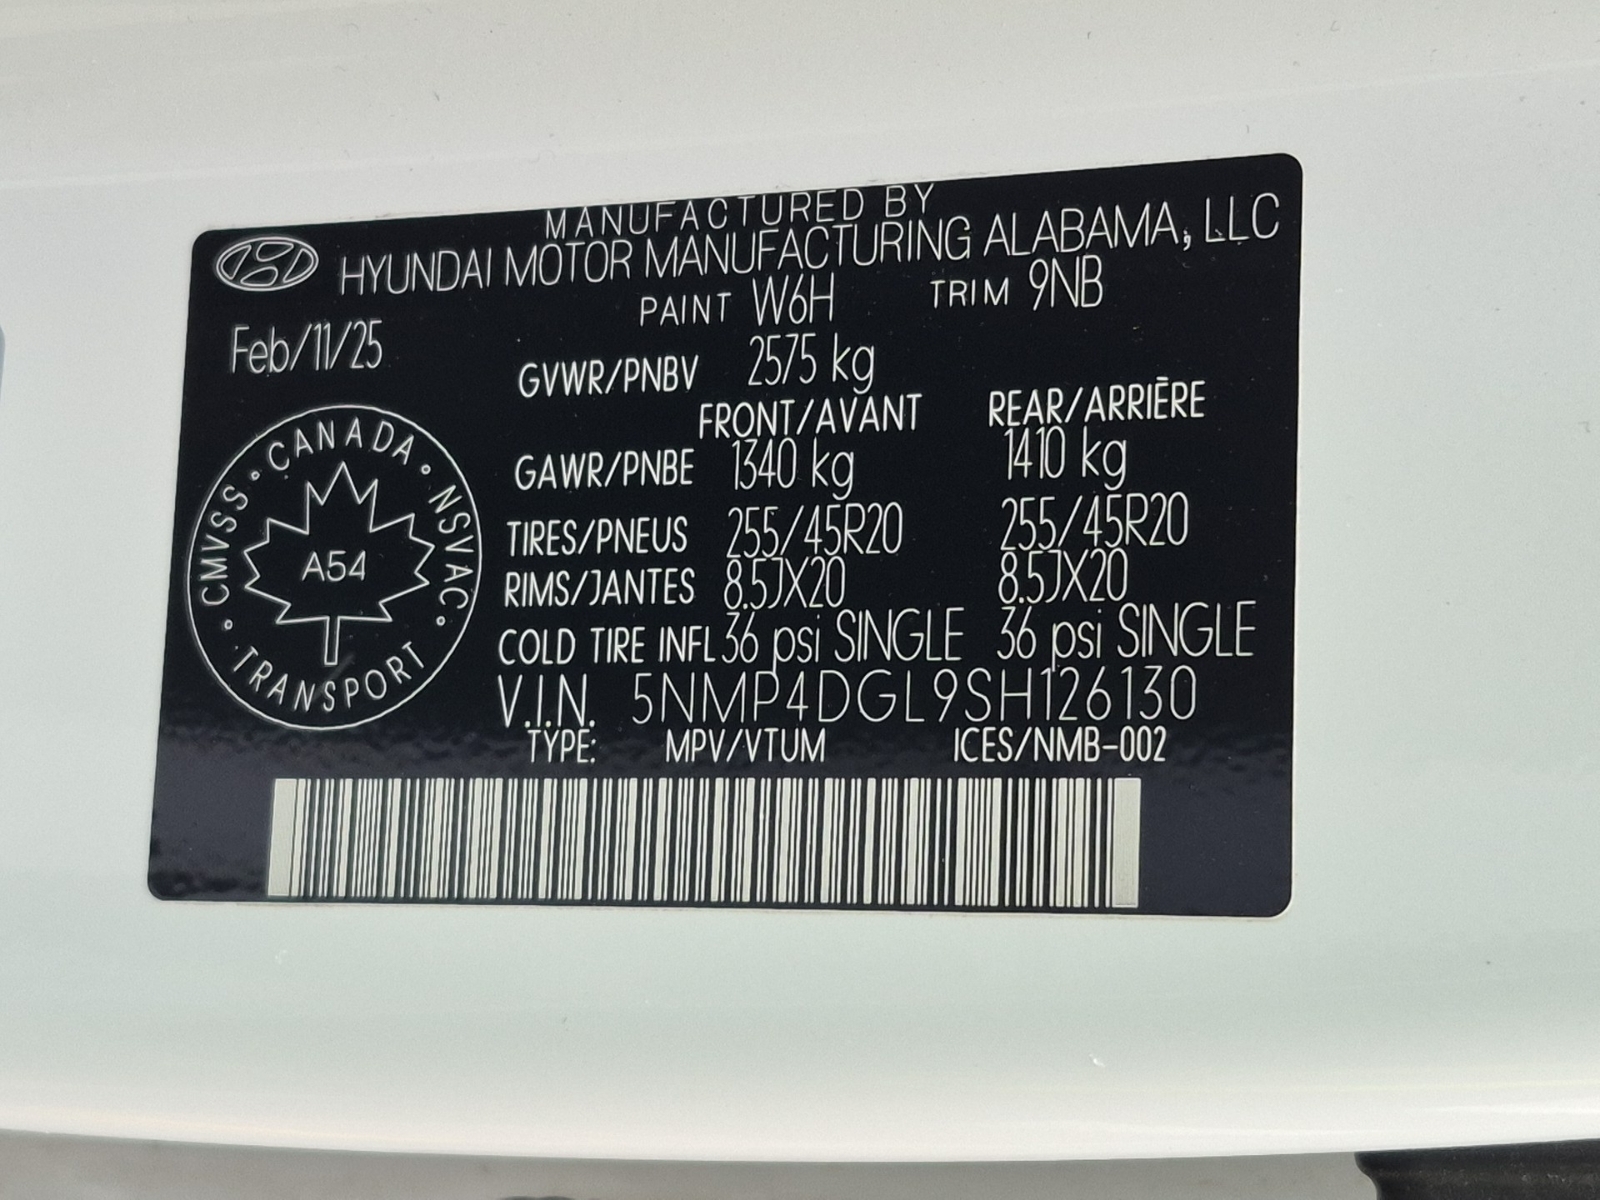 MANUFACTURED BY
HYUNDAI MOTOR MANUFACTURING ALABAMA, LLC
PAINT W6H TRIM 9NB
Feb/11/25
GVWR/PNBV 2575 kg
FRONT/AVANT REAR/ARRIÈRE
GAWR/PNBE 1340 kg 1410 kg
TIRES/PNEUS 255/45R20 255/45R20
RIMS/JANTES 8.5JX20 8.5JX20
COLD TIRE INFL 36 psi SINGLE 36 psi SINGLE
V.I.N. 5NMP4DGL9SH126130
TYPE: MPV/VTUM ICES/NMB-002
CMVSS · CANADA · NSVAC · TRANSPORT ·
A54